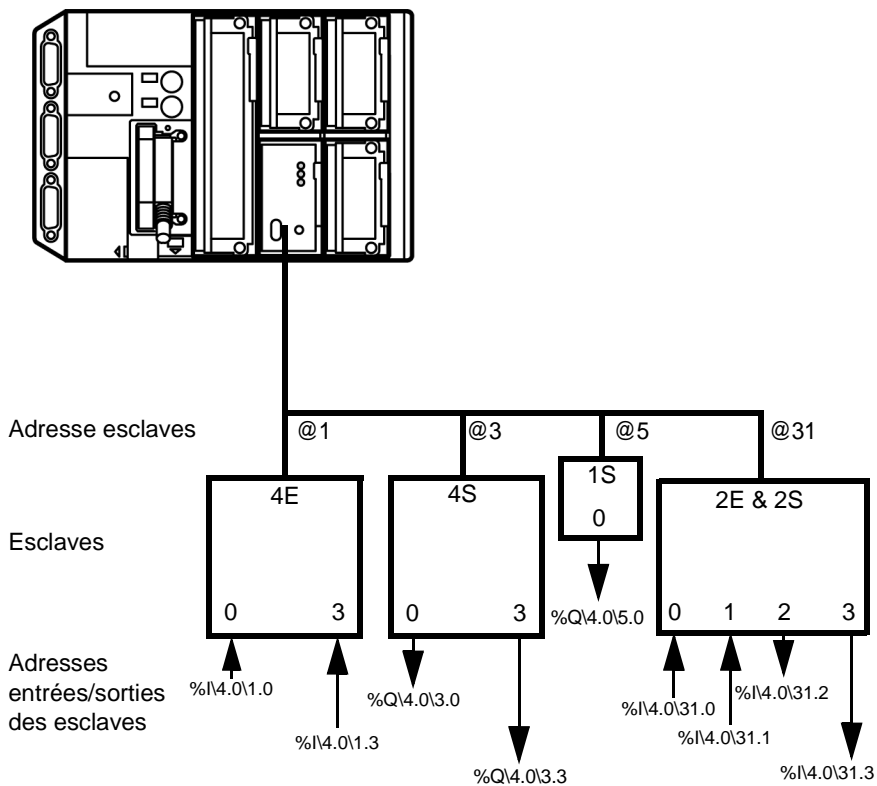 Adresse esclaves
@1
@3
@5
@31
4E
4S
1S
2E & 2S
Esclaves
0
0 3
0 3
0 1 2 3
%Q\4.0\5.0
Adresses
entrées/sorties
des esclaves
%I\4.0\1.0
%I\4.0\1.3
%Q\4.0\3.0
%Q\4.0\3.3
%I\4.0\31.0
%I\4.0\31.1
%I\4.0\31.2
%I\4.0\31.3